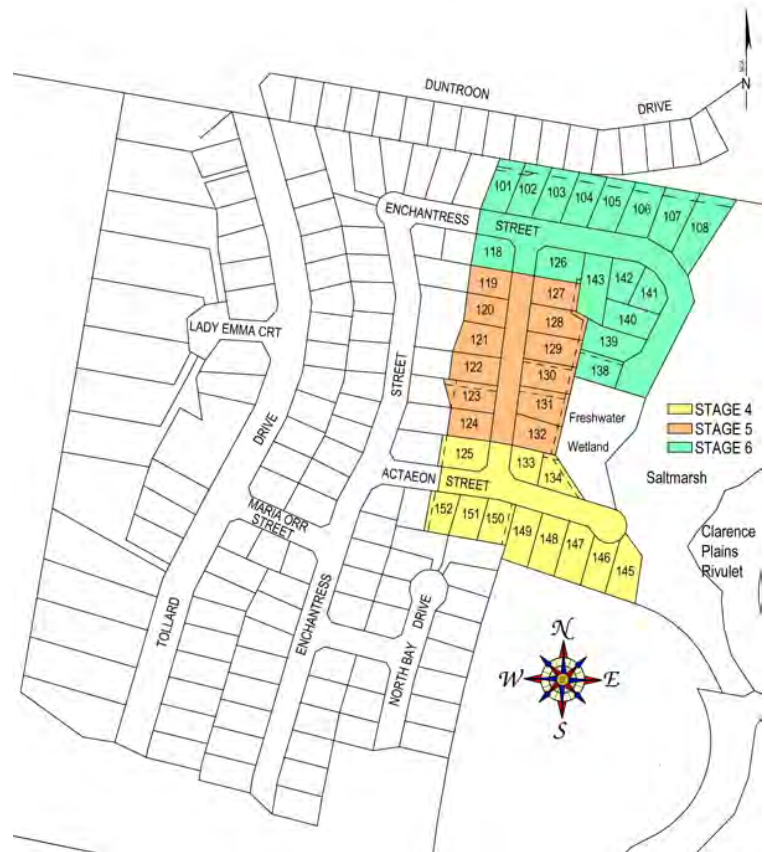 DUNTROON
DRIVE
N
101
102
103
104
105
106
107
108
ENCHANTRESS
STREET
118
126
143
142
141
140
139
138
119
127
120
128
121
129
122
130
123
131
124
132
LADY EMMA CRT
STREET
DRIVE
Freshwater
Wetland
STAGE 4
STAGE 5
STAGE 6
Saltmarsh
125
133
134
ACTAEON STREET
152
151
150
149
148
147
146
145
MARIA ORR
STREET
Clarence
Plains
Rivulet
TOLLARD
ENCHANTRESS
NORTH BAY
DRIVE
N
W
E
S